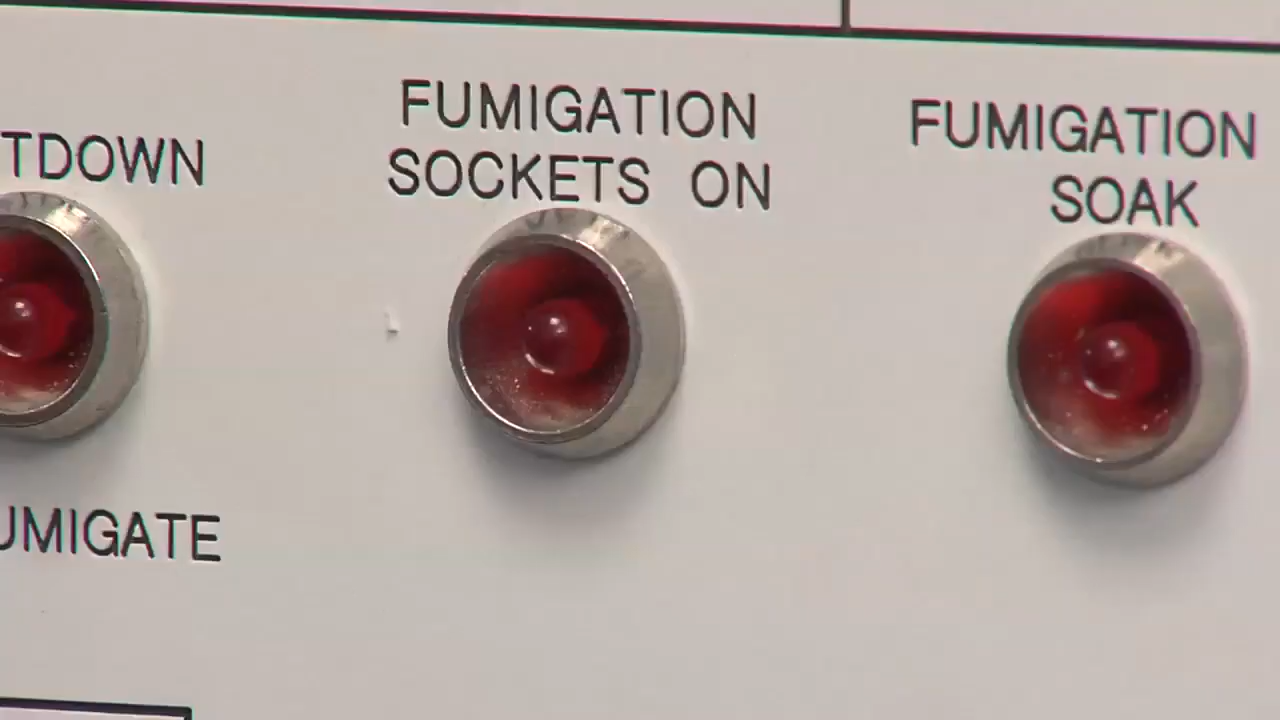 TDOWN
FUMIGATION
SOCKETS ON
FUMIGATION
SOAK
UMIGATE